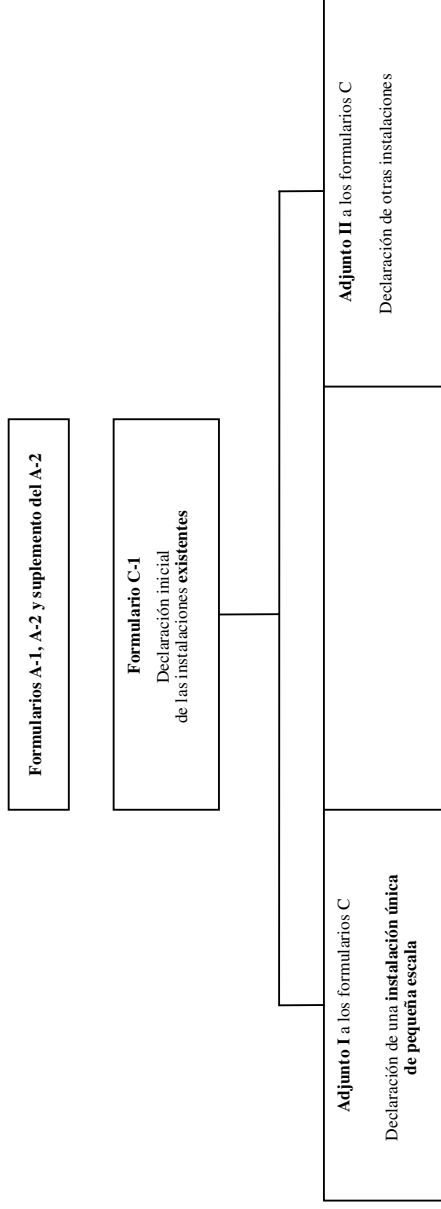 Formularios A-1, A-2 y suplemento del A-2
Formulario C-1
Declaración inicial
de las instalaciones existentes
Adjunto I a los formularios C
Declaración de una instalación única
de pequeña escala
Adjunto II a los formularios C
Declaración de otras instalaciones